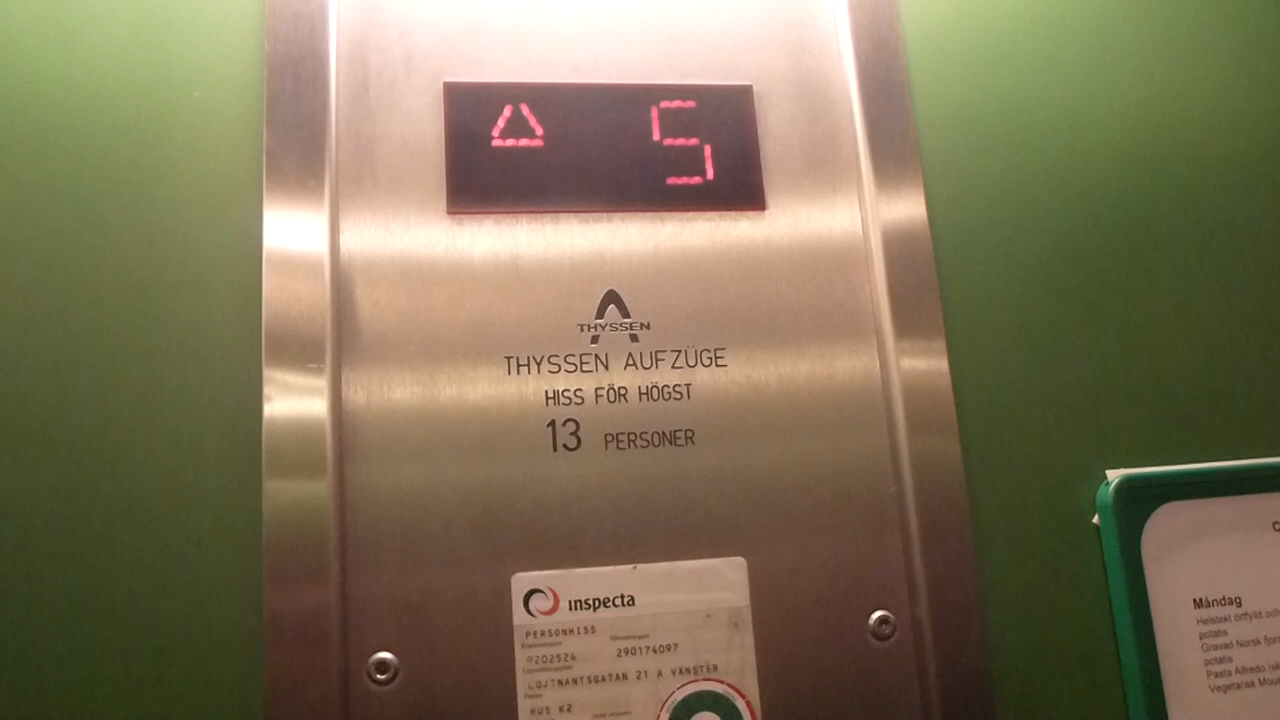 5
THYSSEN
THYSSEN AUFZÜGE
HISS FÖR HÖGST
13 PERSONER
inspecta
PERSONHISS
9202524
290174097
LÖJTNANTSGATAN 21 A VÄNSTER
HUS K2
Måndag
potatis
Gravad Norsk
potatis
Pasta Alfredo
Vegetarisk